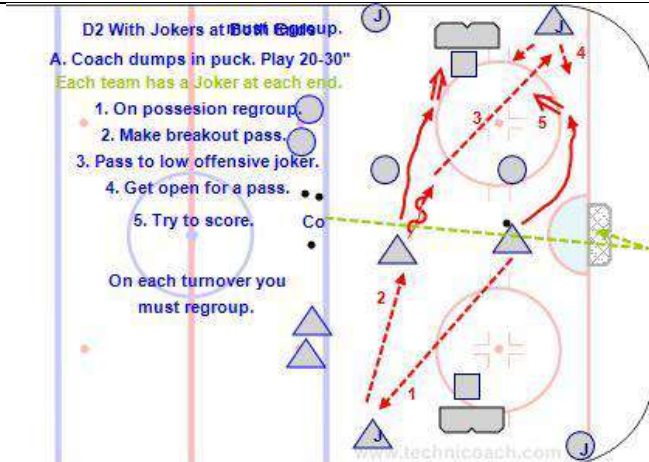 D2 With Jokers at Both Ends
must regroup.
A. Coach dumps in puck. Play 20-30"
Each team has a Joker at each end.
1. On possesion regroup.
2. Make breakout pass.
3. Pass to low offensive joker.
4. Get open for a pass.
5. Try to score.
On each turnover you
must regroup.
Co
J
J
4
3
5
2
1
J
J
www.technicoach.com